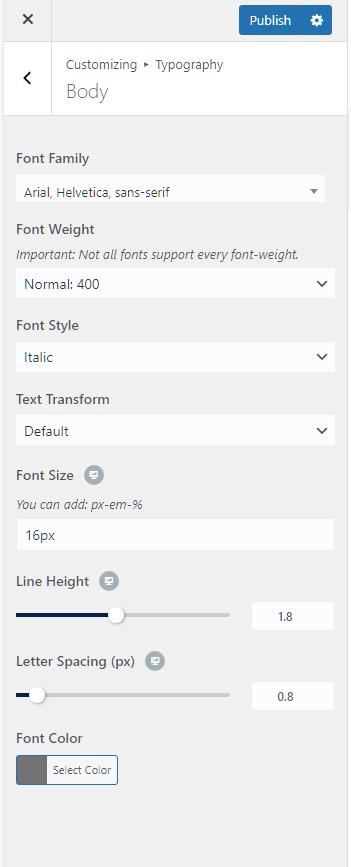 Publish
Customizing ▸ Typography
Body
Font Family
Arial, Helvetica, sans-serif
Font Weight
Important: Not all fonts support every font-weight.
Normal: 400
Font Style
Italic
Text Transform
Default
Font Size
You can add: px-em-%
16px
Line Height
1.8
Letter Spacing (px)
0.8
Font Color
Select Color